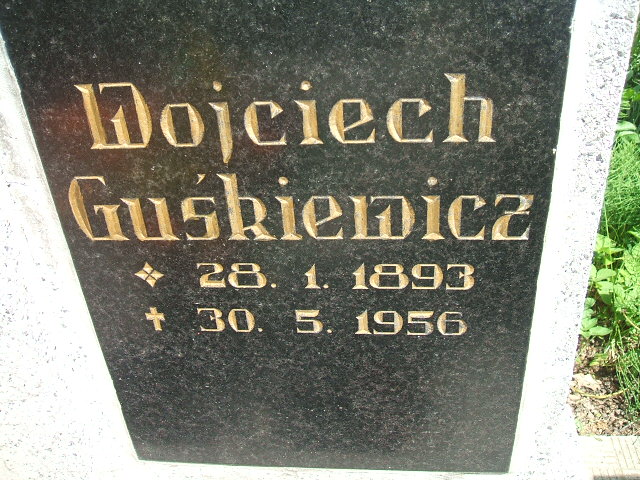 Wojciech
Guśkiewicz
28. 1. 1893
✝ 30. 5. 1956